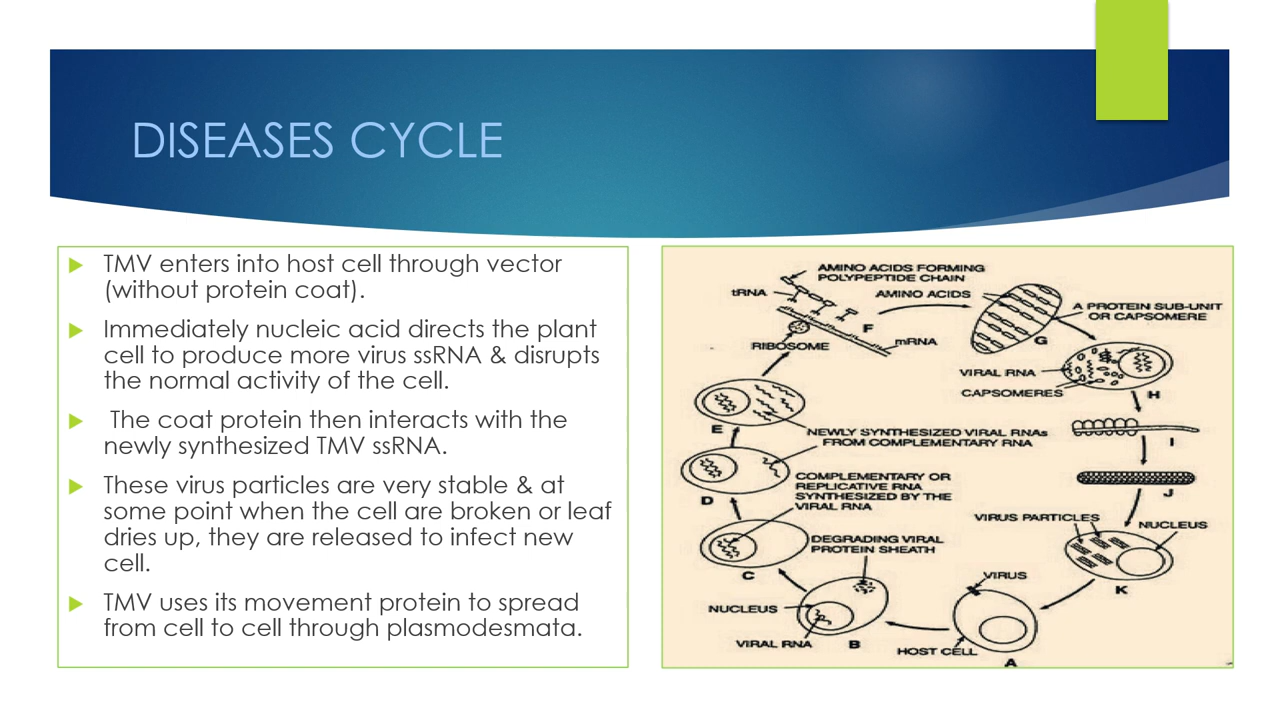 DISEASES CYCLE
▶ TMV enters into host cell through vector
(without protein coat).
▶ Immediately nucleic acid directs the plant
cell to produce more virus ssRNA & disrupts
the normal activity of the cell.
▶ The coat protein then interacts with the
newly synthesized TMV ssRNA.
▶ These virus particles are very stable & at
some point when the cell are broken or leaf
dries up, they are released to infect new
cell.
▶ TMV uses its movement protein to spread
from cell to cell through plasmodesmata.
AMINO ACIDS FORMING
POLYPEPTIDE CHAIN
tRNA
AMINO ACIDS
A PROTEIN SUB-UNIT
OR CAPSOMERE
F
G
RIBOSOME
mRNA
VIRAL RNA
CAPSOMERES
H
E
NEWLY SYNTHESIZED VIRAL RNAs
FROM COMPLEMENTARY RNA
I
D
COMPLEMENTARY OR
REPLICATIVE RNA
SYNTHESIZED BY THE
VIRAL RNA
J
VIRUS PARTICLES
NUCLEUS
DEGRADING VIRAL
PROTEIN SHEATH
C
VIRUS
K
NUCLEUS
VIRAL RNA
B
HOST CELL
A